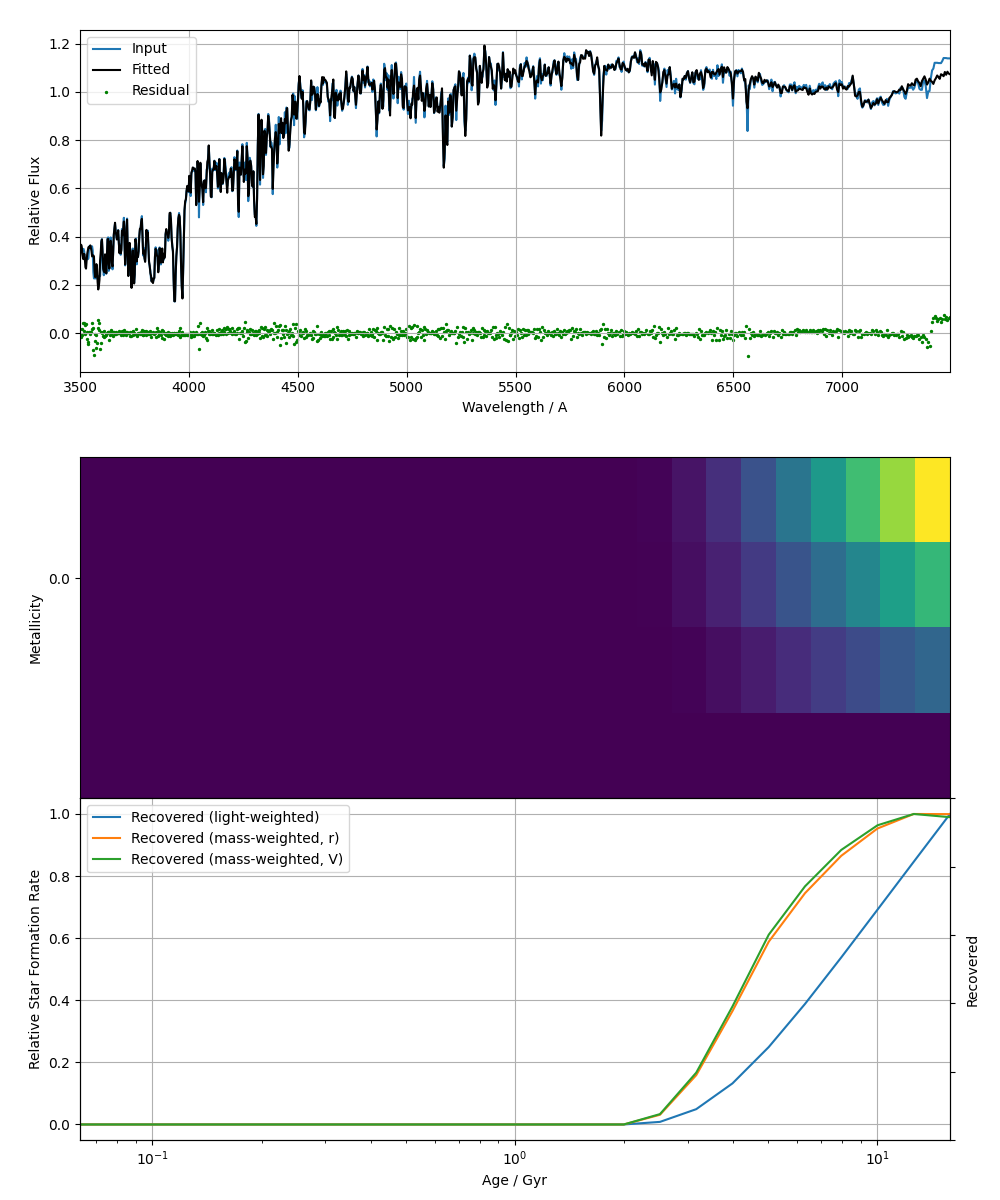 1.2
1.0
0.8
0.6
0.4
0.2
0.0
Relative Flux
Input
Fitted
Residual
3500 4000 4500 5000 5500 6000 6500 7000
Wavelength / A
0.0
Metallicity
1.0
0.8
0.6
0.4
0.2
0.0
Relative Star Formation Rate
Recovered (light-weighted)
Recovered (mass-weighted, r)
Recovered (mass-weighted, V)
Recovered
10⁻¹ 10⁰ 10¹
Age / Gyr